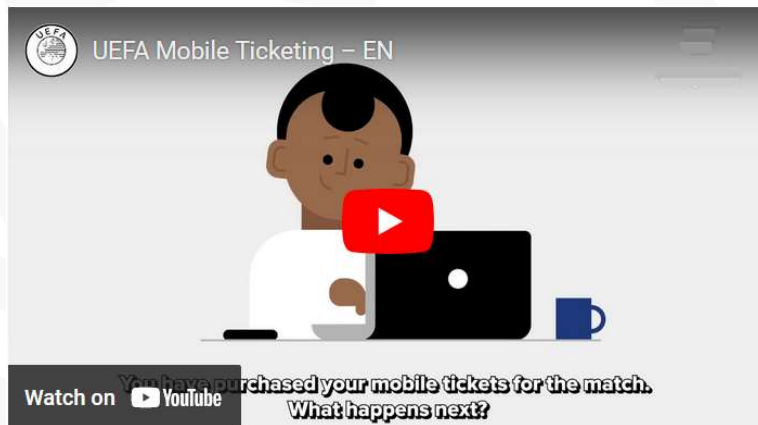 UEFA
UEFA Mobile Ticketing – EN
You have purchased your mobile tickets for the match.
What happens next?
Watch on YouTube